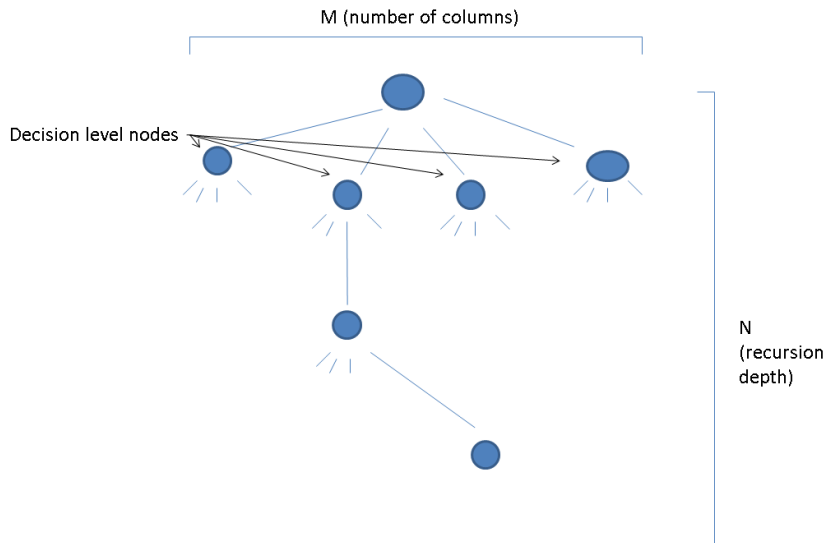 M (number of columns)
Decision level nodes
N
(recursion
depth)